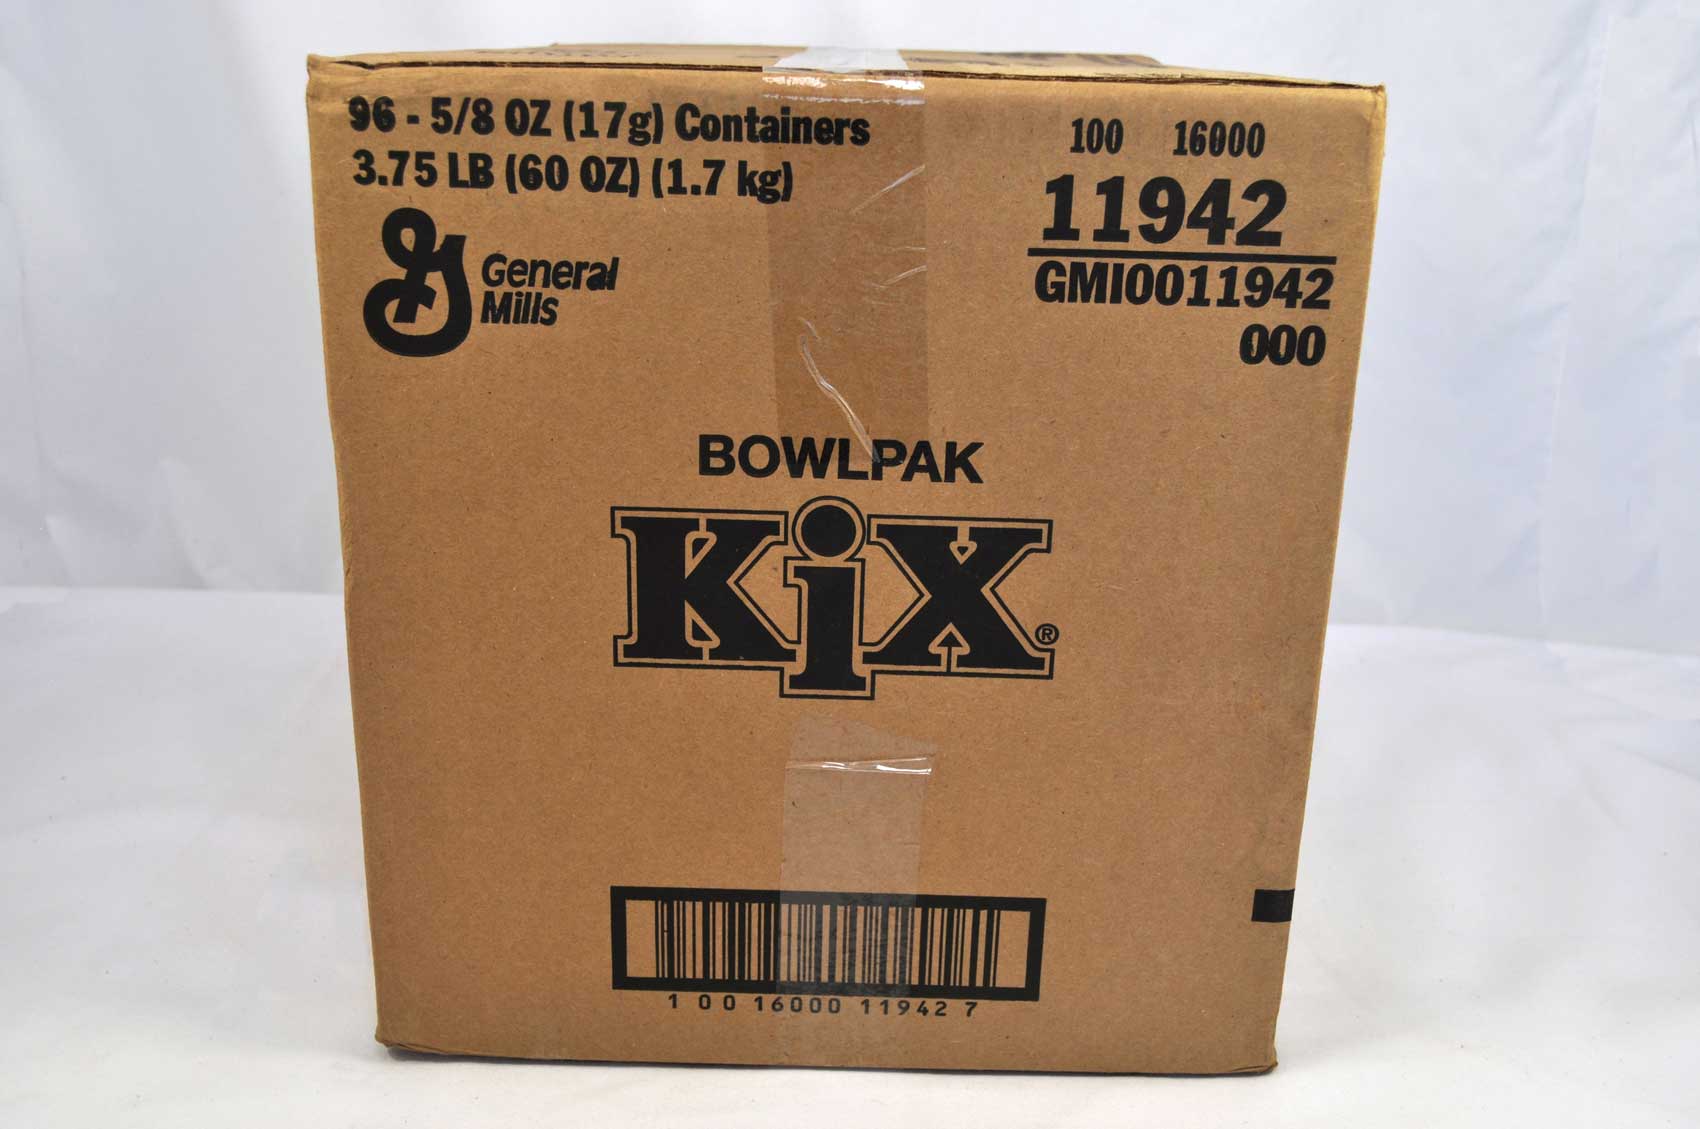 96 - 5/8 OZ (17g) Containers
3.75 LB (60 OZ) (1.7 kg)
General
Mills
100 16000
11942
GMI0011942
000
BOWLPAK
KiX®
1 00 16000 11942 7